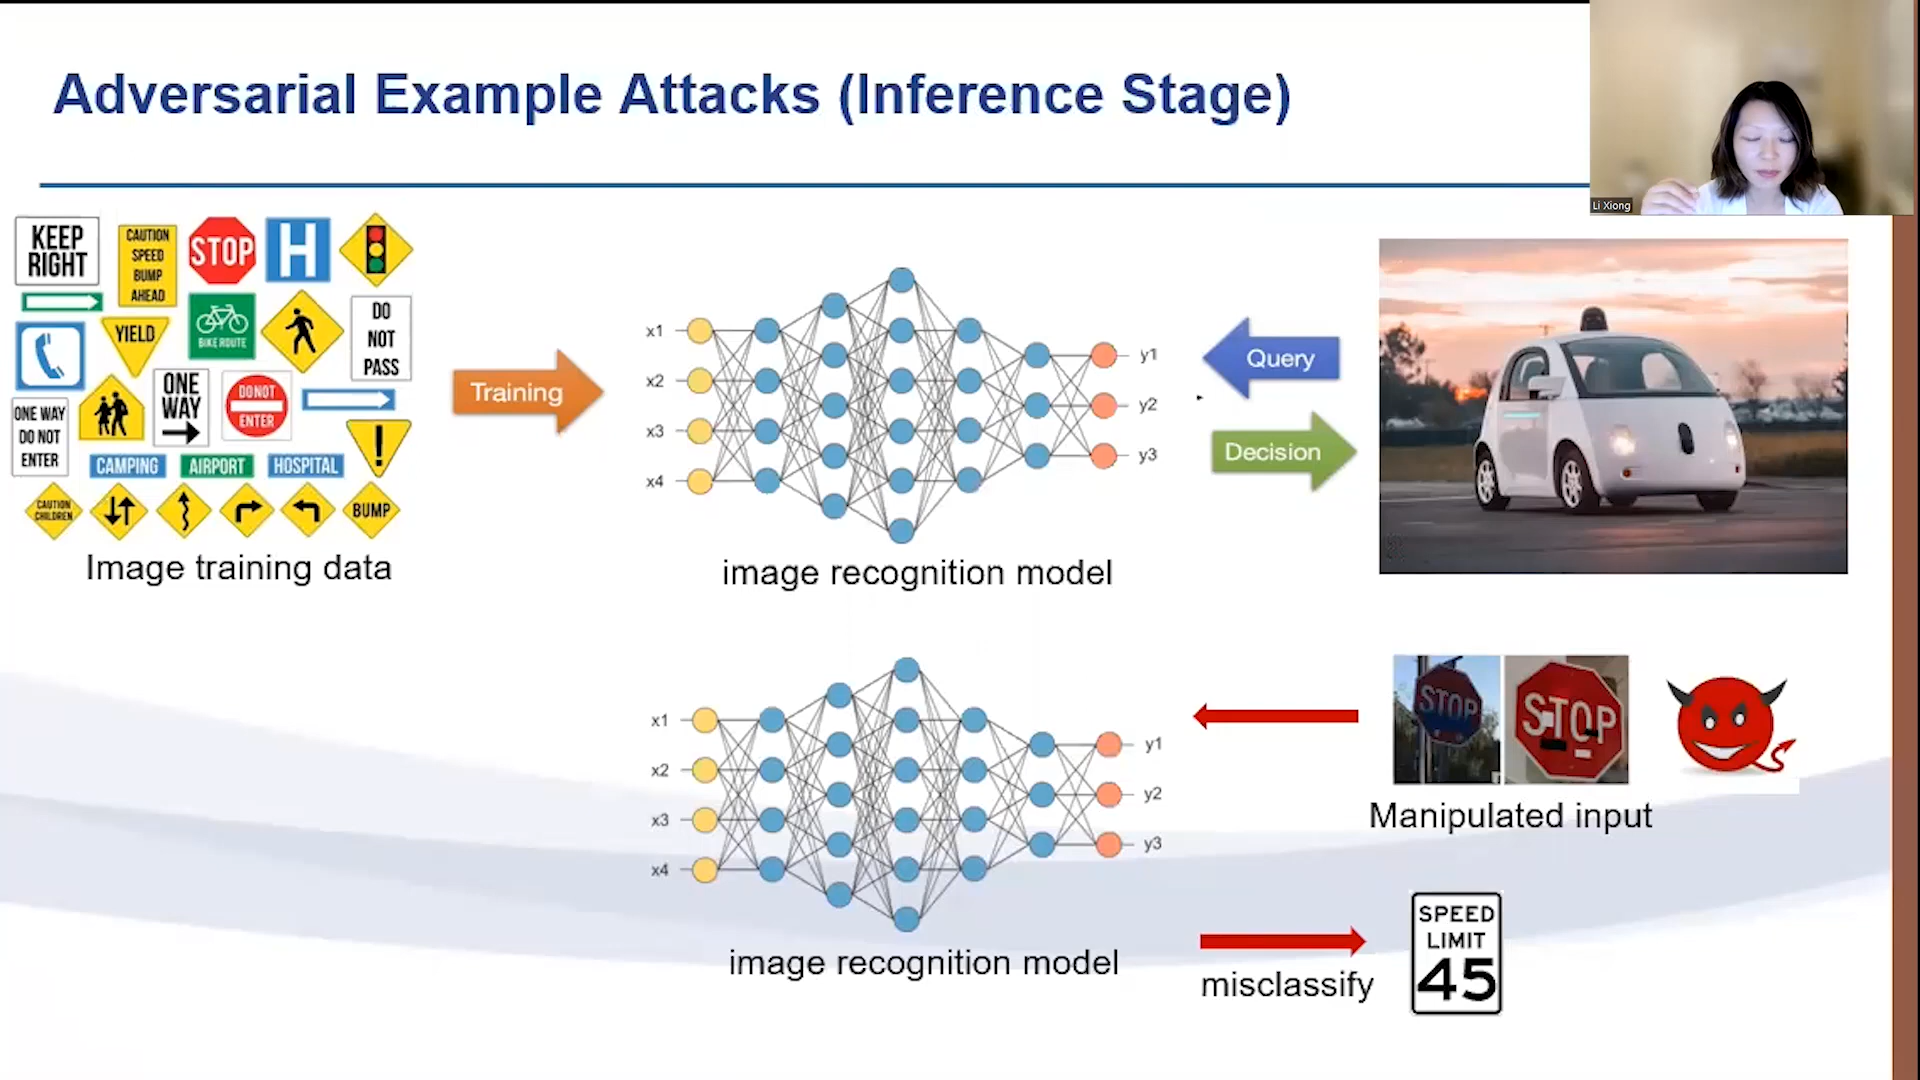 Adversarial Example Attacks (Inference Stage)
Li Xiong
KEEP
RIGHT
CAUTION
SPEED
BUMP
AHEAD
STOP
H
YIELD
BIKE ROUTE
DO
NOT
PASS
ONE WAY
DO NOT
ENTER
ONE
WAY
DO NOT
ENTER
CAMPING
AIRPORT
HOSPITAL
CAUTION
CHILDREN
BUMP
Image training data
Training
x1
x2
x3
x4
y1
y2
y3
image recognition model
Query
Decision
x1
x2
x3
x4
y1
y2
y3
image recognition model
STOP
STOP
Manipulated input
misclassify
SPEED
LIMIT
45